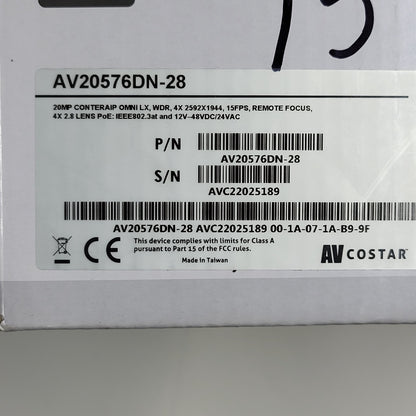 15
AV20576DN-28
20MP CONTERAIP OMNI LX, WDR, 4X 2592X1944, 15FPS, REMOTE FOCUS,
4X 2.8 LENS PoE: IEEE802.3at and 12V-48VDC/24VAC
P/N
AV20576DN-28
S/N
AVC22025189
AV20576DN-28 AVC22025189 00-1A-07-1A-B9-9F
CE
This device complies with limits for Class A
pursuant to Part 15 of the FCC rules.
Made in Taiwan
AV COSTAR